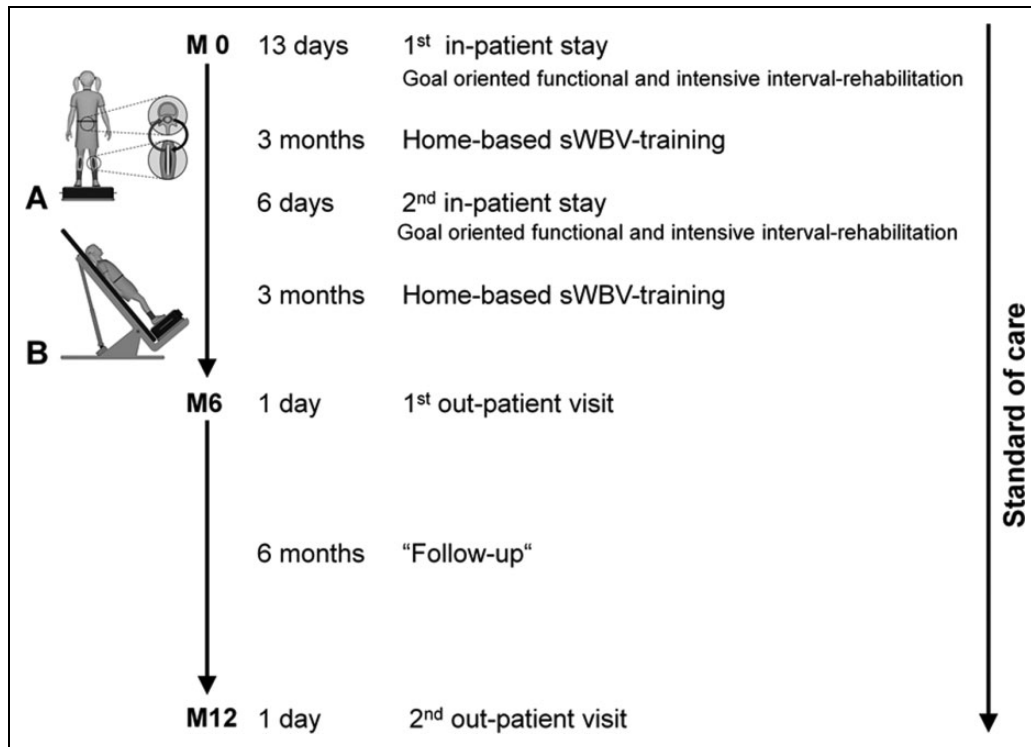 M 0 13 days 1st in-patient stay
Goal oriented functional and intensive interval-rehabilitation
3 months Home-based sWBV-training
A
6 days 2nd in-patient stay
Goal oriented functional and intensive interval-rehabilitation
3 months Home-based sWBV-training
B
M6 1 day 1st out-patient visit
6 months “Follow-up“
M12 1 day 2nd out-patient visit
Standard of care